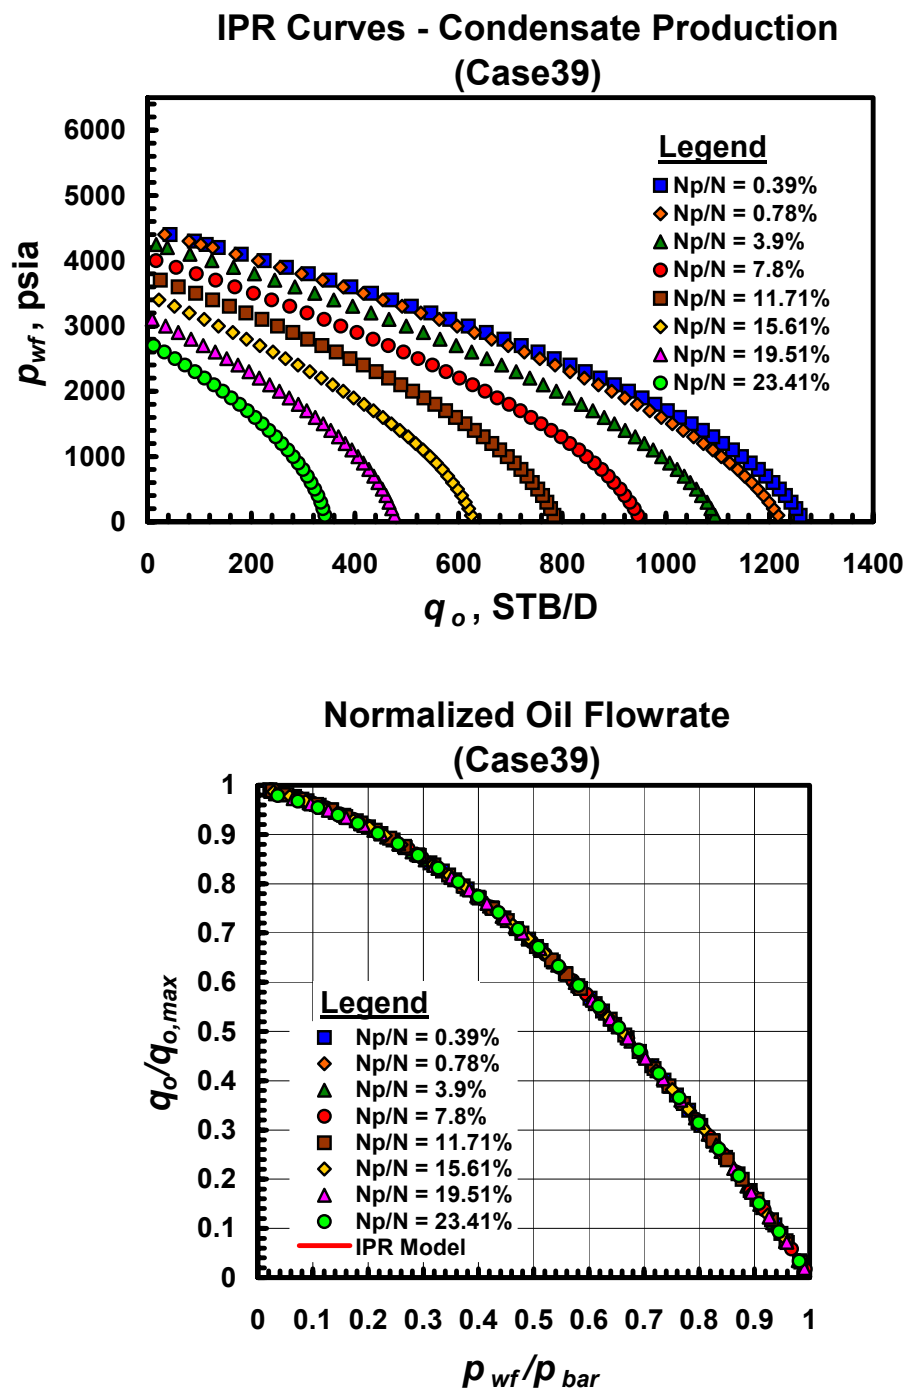 IPR Curves - Condensate Production
(Case39)
6000
5000
4000
3000
2000
1000
0
p wf , psia
Legend
Np/N = 0.39%
Np/N = 0.78%
Np/N = 3.9%
Np/N = 7.8%
Np/N = 11.71%
Np/N = 15.61%
Np/N = 19.51%
Np/N = 23.41%
0 200 400 600 800 1000 1200 1400
q o , STB/D
Normalized Oil Flowrate
(Case39)
1
0.9
0.8
0.7
0.6
0.5
0.4
0.3
0.2
0.1
0
qo/qo,max
Legend
Np/N = 0.39%
Np/N = 0.78%
Np/N = 3.9%
Np/N = 7.8%
Np/N = 11.71%
Np/N = 15.61%
Np/N = 19.51%
Np/N = 23.41%
IPR Model
0 0.1 0.2 0.3 0.4 0.5 0.6 0.7 0.8 0.9 1
p wf /p bar